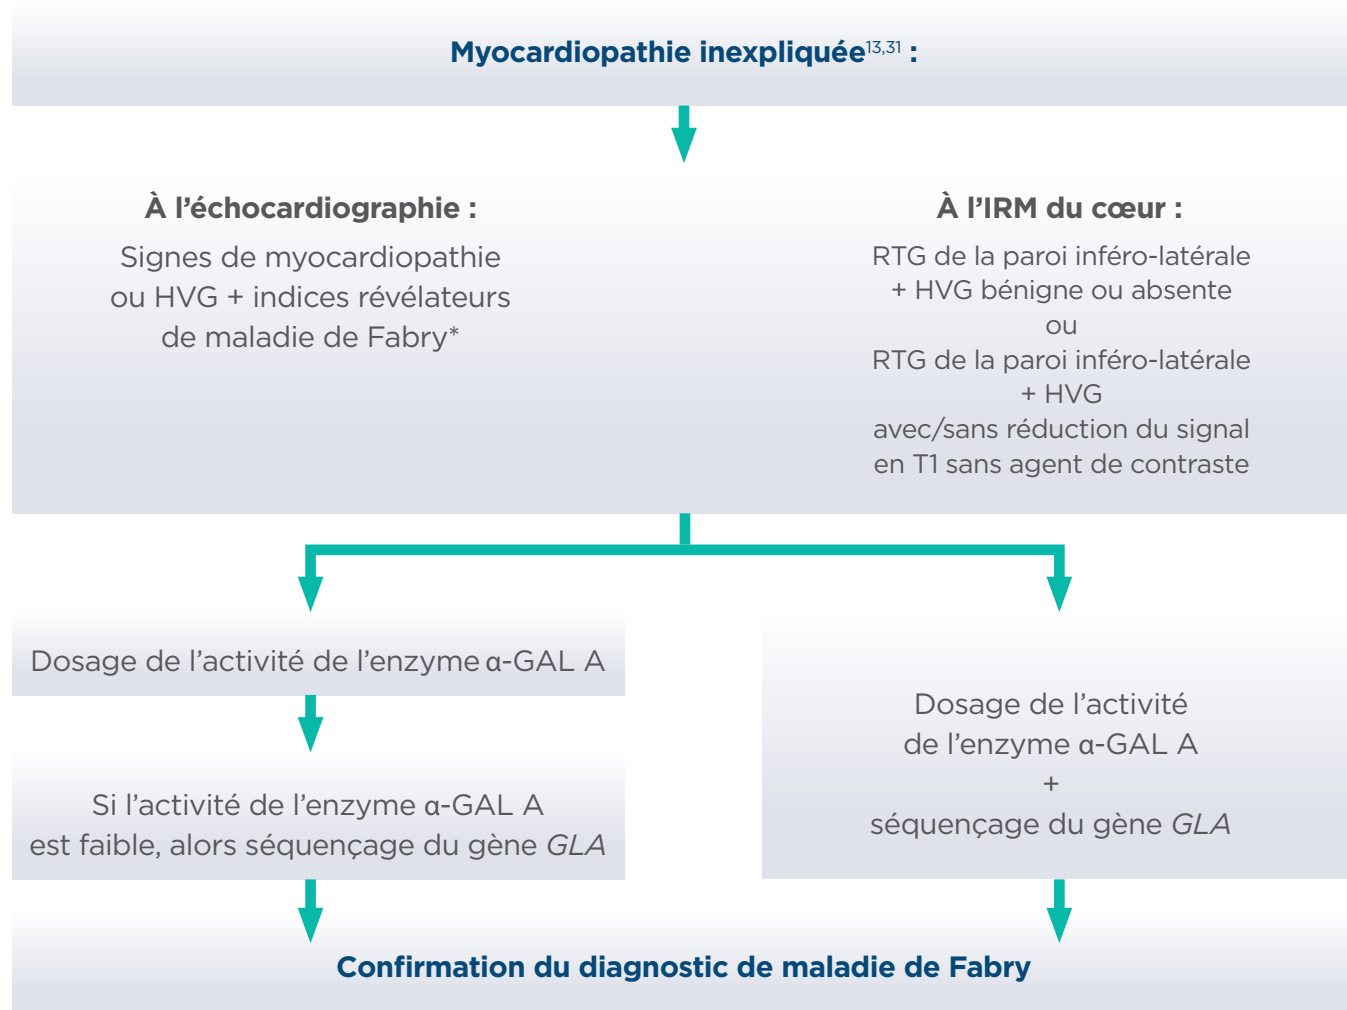 Myocardiopathie inexpliquée13,31 :
À l’échocardiographie :
Signes de myocardiopathie
ou HVG + indices révélateurs
de maladie de Fabry*
À l’IRM du cœur :
RTG de la paroi inféro-latérale
+ HVG bénigne ou absente
ou
RTG de la paroi inféro-latérale
+ HVG
avec/sans réduction du signal
en T1 sans agent de contraste
Dosage de l’activité de l’enzyme α-GAL A
Si l’activité de l’enzyme α-GAL A
est faible, alors séquençage du gène GLA
Dosage de l’activité
de l’enzyme α-GAL A
+
séquençage du gène GLA
Confirmation du diagnostic de maladie de Fabry